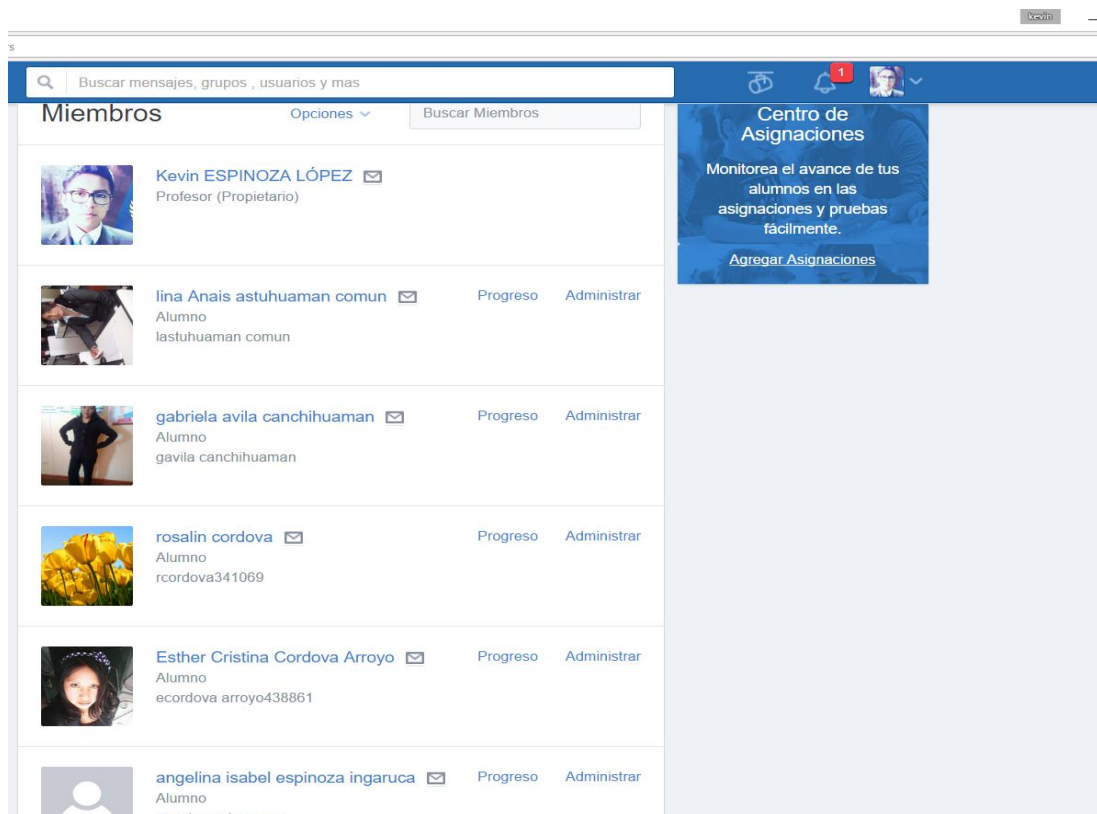 kevin
rs
Buscar mensajes, grupos , usuarios y mas
1
Miembros
Opciones
Buscar Miembros
Kevin ESPINOZA LÓPEZ
Profesor (Propietario)
lina Anais astuhuaman comun
Progreso
Administrar
Alumno
lastuhuaman comun
gabriela avila canchihuaman
Progreso
Administrar
Alumno
gavila canchihuaman
rosalin cordova
Progreso
Administrar
Alumno
rcordova341069
Esther Cristina Cordova Arroyo
Progreso
Administrar
Alumno
ecordova arroyo438861
angelina isabel espinoza ingaruca
Progreso
Administrar
Alumno
Centro de
Asignaciones
Monitorea el avance de tus
alumnos en las
asignaciones y pruebas
fácilmente.
Agregar Asignaciones